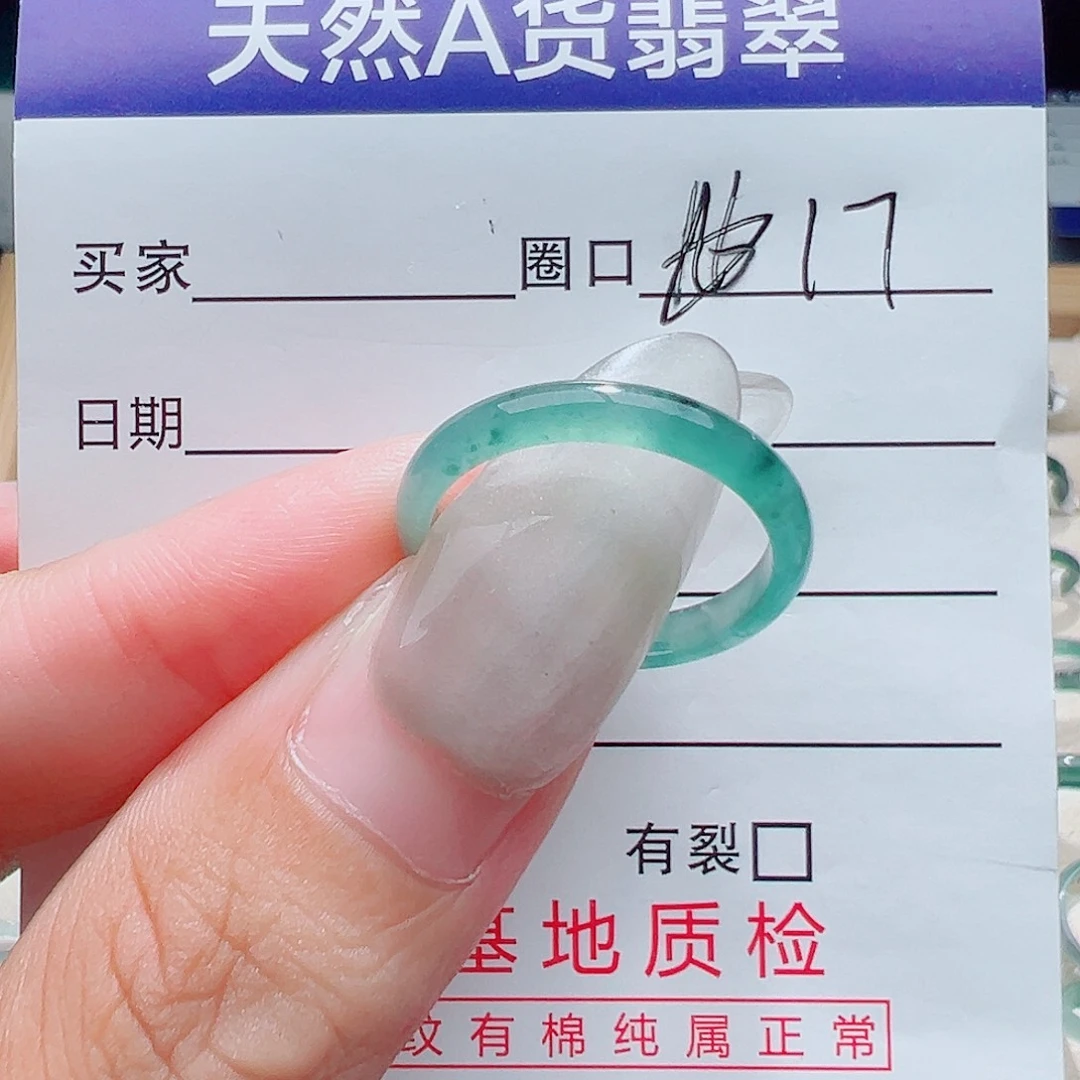 天然A货翡翠
买家 圈口 17
日期
有裂
基地质检
纹有棉纯属正常